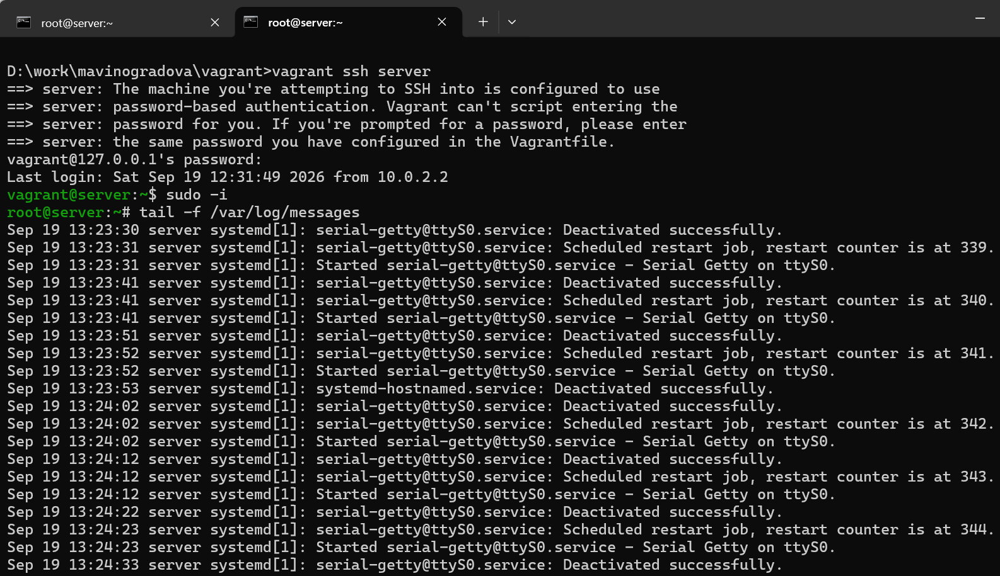 root@server:~
root@server:~
D:\work\mavinogradova\vagrant>vagrant ssh server
==> server: The machine you're attempting to SSH into is configured to use
==> server: password-based authentication. Vagrant can't script entering the
==> server: password for you. If you're prompted for a password, please enter
==> server: the same password you have configured in the Vagrantfile.
vagrant@127.0.0.1's password:
Last login: Sat Sep 19 12:31:49 2026 from 10.0.2.2
vagrant@server:~$ sudo -i
root@server:~# tail -f /var/log/messages
Sep 19 13:23:30 server systemd[1]: serial-getty@ttyS0.service: Deactivated successfully.
Sep 19 13:23:31 server systemd[1]: serial-getty@ttyS0.service: Scheduled restart job, restart counter is at 339.
Sep 19 13:23:31 server systemd[1]: Started serial-getty@ttyS0.service - Serial Getty on ttyS0.
Sep 19 13:23:41 server systemd[1]: serial-getty@ttyS0.service: Deactivated successfully.
Sep 19 13:23:41 server systemd[1]: serial-getty@ttyS0.service: Scheduled restart job, restart counter is at 340.
Sep 19 13:23:41 server systemd[1]: Started serial-getty@ttyS0.service - Serial Getty on ttyS0.
Sep 19 13:23:51 server systemd[1]: serial-getty@ttyS0.service: Deactivated successfully.
Sep 19 13:23:52 server systemd[1]: serial-getty@ttyS0.service: Scheduled restart job, restart counter is at 341.
Sep 19 13:23:52 server systemd[1]: Started serial-getty@ttyS0.service - Serial Getty on ttyS0.
Sep 19 13:23:53 server systemd[1]: systemd-hostnamed.service: Deactivated successfully.
Sep 19 13:24:02 server systemd[1]: serial-getty@ttyS0.service: Deactivated successfully.
Sep 19 13:24:02 server systemd[1]: serial-getty@ttyS0.service: Scheduled restart job, restart counter is at 342.
Sep 19 13:24:02 server systemd[1]: Started serial-getty@ttyS0.service - Serial Getty on ttyS0.
Sep 19 13:24:12 server systemd[1]: serial-getty@ttyS0.service: Deactivated successfully.
Sep 19 13:24:12 server systemd[1]: serial-getty@ttyS0.service: Scheduled restart job, restart counter is at 343.
Sep 19 13:24:12 server systemd[1]: Started serial-getty@ttyS0.service - Serial Getty on ttyS0.
Sep 19 13:24:22 server systemd[1]: serial-getty@ttyS0.service: Deactivated successfully.
Sep 19 13:24:23 server systemd[1]: serial-getty@ttyS0.service: Scheduled restart job, restart counter is at 344.
Sep 19 13:24:23 server systemd[1]: Started serial-getty@ttyS0.service - Serial Getty on ttyS0.
Sep 19 13:24:33 server systemd[1]: serial-getty@ttyS0.service: Deactivated successfully.